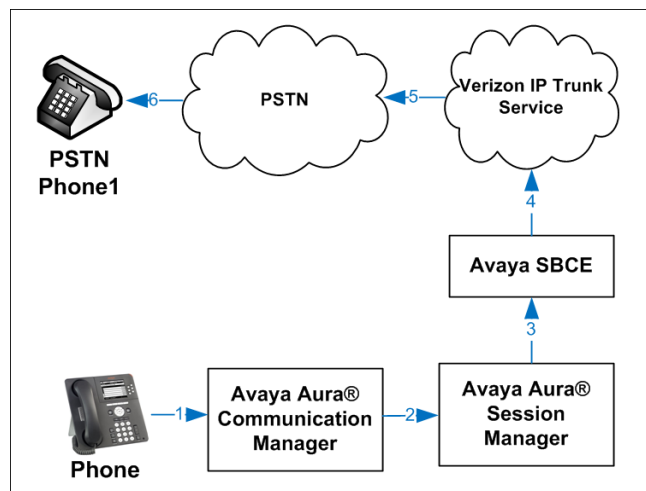 PSTN
Phone1
6
PSTN
5
Verizon IP Trunk
Service
4
Avaya SBCE
3
Phone
1
Avaya Aura®
Communication
Manager
2
Avaya Aura®
Session
Manager